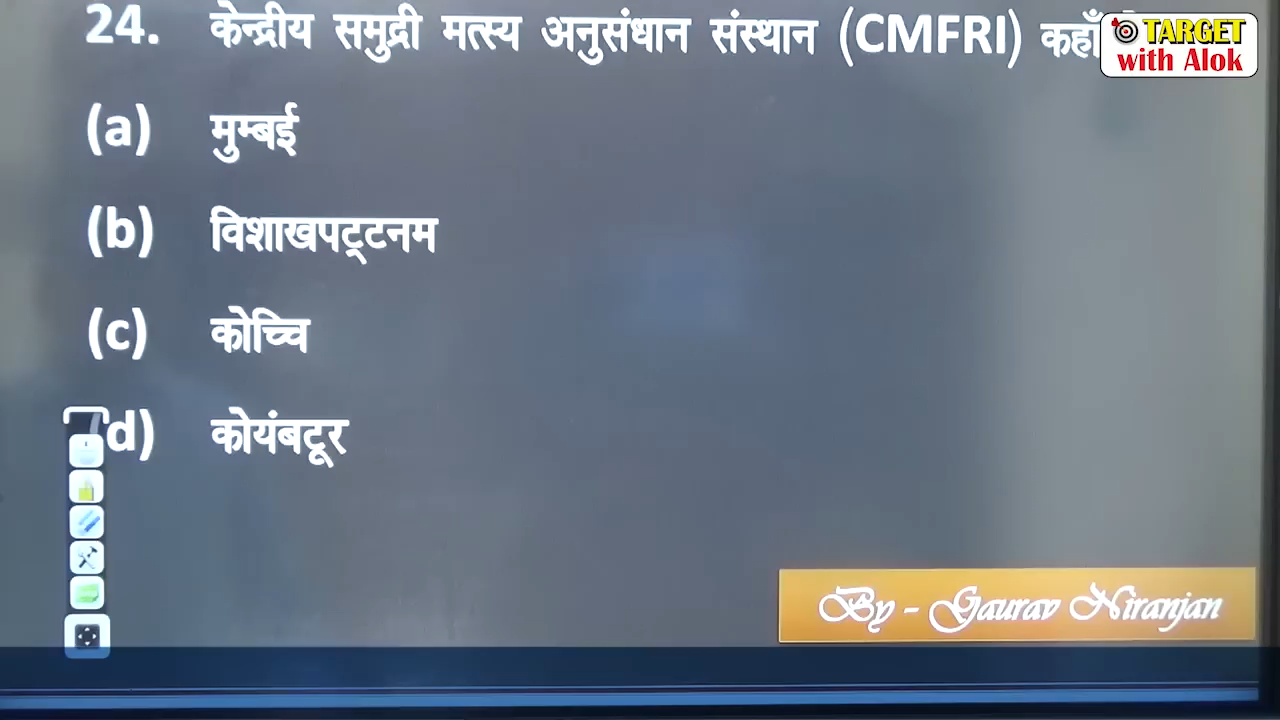 24. केन्द्रीय समुद्री मत्स्य अनुसंधान संस्थान (CMFRI) कहाँ
TARGET
with Alok
(a) मुम्बई
(b) विशाखपट्टनम
(c) कोच्चि
d) कोयंबटूर
By - Gaurav Niranjan